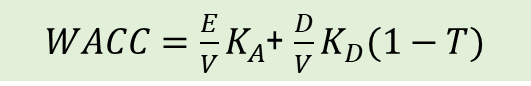 WACC = E/V K_A + D/V K_D (1 − T)